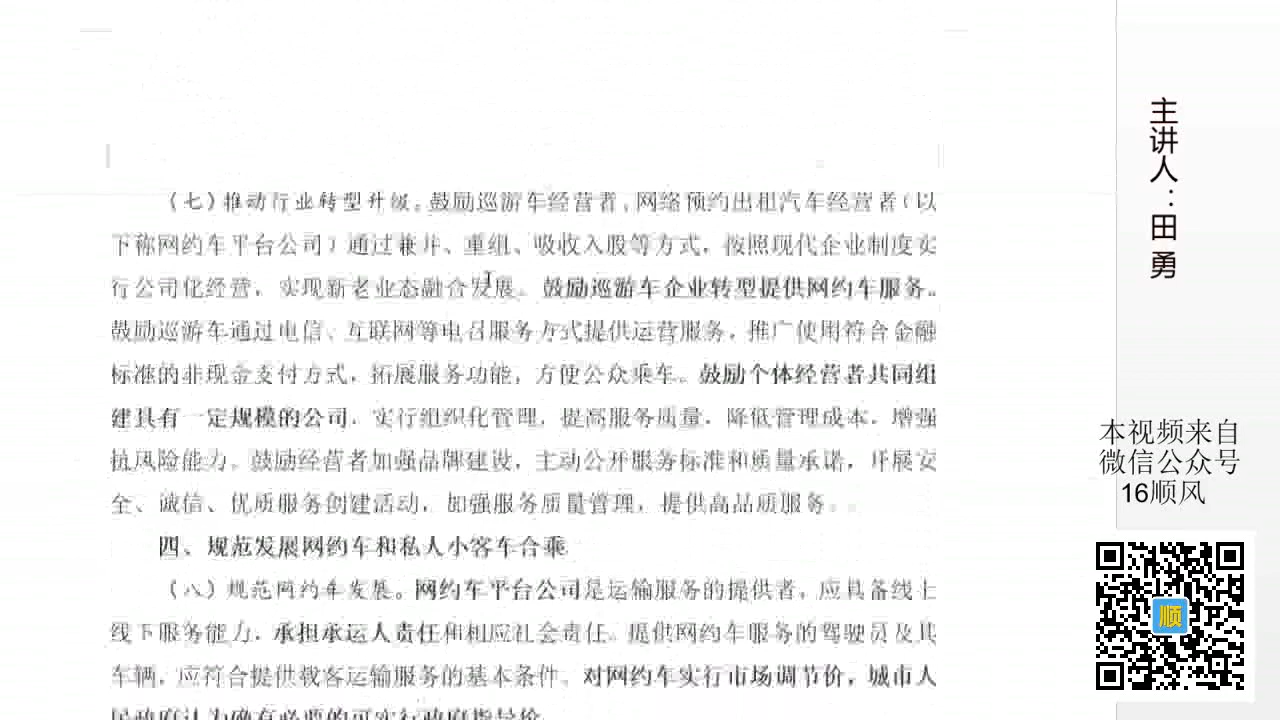 （七）推动行业转型升级。鼓励巡游车经营者、网络预约出租汽车经营者（以
下称网约车平台公司）通过兼并、重组、吸收入股等方式，按照现代企业制度实
行公司化经营，实现新老业态融合发展。鼓励巡游车企业转型提供网约车服务。
鼓励巡游车通过电信、互联网等电召服务方式提供运营服务，推广使用符合金融
标准的非现金支付方式，拓展服务功能，方便公众乘车。鼓励个体经营者共同组
建具有一定规模的公司，实行组织化管理，提高服务质量，降低管理成本，增强
抗风险能力。鼓励经营者加强品牌建设，主动公开服务标准和质量承诺，开展安
全、诚信、优质服务创建活动，加强服务质量管理，提供高品质服务。
四、规范发展网约车和私人小客车合乘
（八）规范网约车发展。网约车平台公司是运输服务的提供者，应具备线上
线下服务能力，承担承运人责任和相应社会责任。提供网约车服务的驾驶员及其
车辆，应符合提供载客运输服务的基本条件。对网约车实行市场调节价，城市人
民政府认为确有必要的可实行政府指导价。
主讲人：田 勇
本视频来自
微信公众号
16顺风
顺